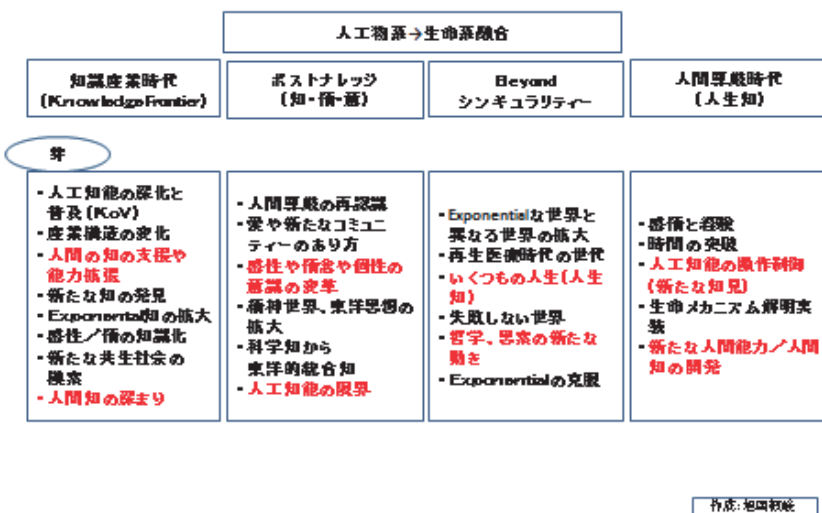 人工物系→生命系融合
知識産業時代
(KnowledgeFrontier)
ポストナレッジ
(知・情・意)
Beyond
シンギュラリティー
人間尊厳時代
(人生知)
芽
・人工知能の深化と
普及(KoV)
・産業構造の変化
・人間の知の支援や
能力拡張
・新たな知の発見
・Exponential知の拡大
・感性/情の知識化
・新たな共生社会の
模索
・人間知の深まり
・人間尊厳の再認識
・愛や新たなコミュニ
ティーのあり方
・感性や情念や個性の
意識の変革
・精神世界、東洋思想の
拡大
・科学知から
東洋的統合知
・人工知能の限界
・Exponentialな世界と
異なる世界の拡大
・再生医療時代の世代
・いくつもの人生(人生
知)
・失敗しない世界
・哲学、思索の新たな
動き
・Exponentialの克服
・感情と経験
・時間の突破
・人工知能の操作制御
(新たな知見)
・生命メカニズム解明実
験
・新たな人間能力/人間
知の開発
作成: